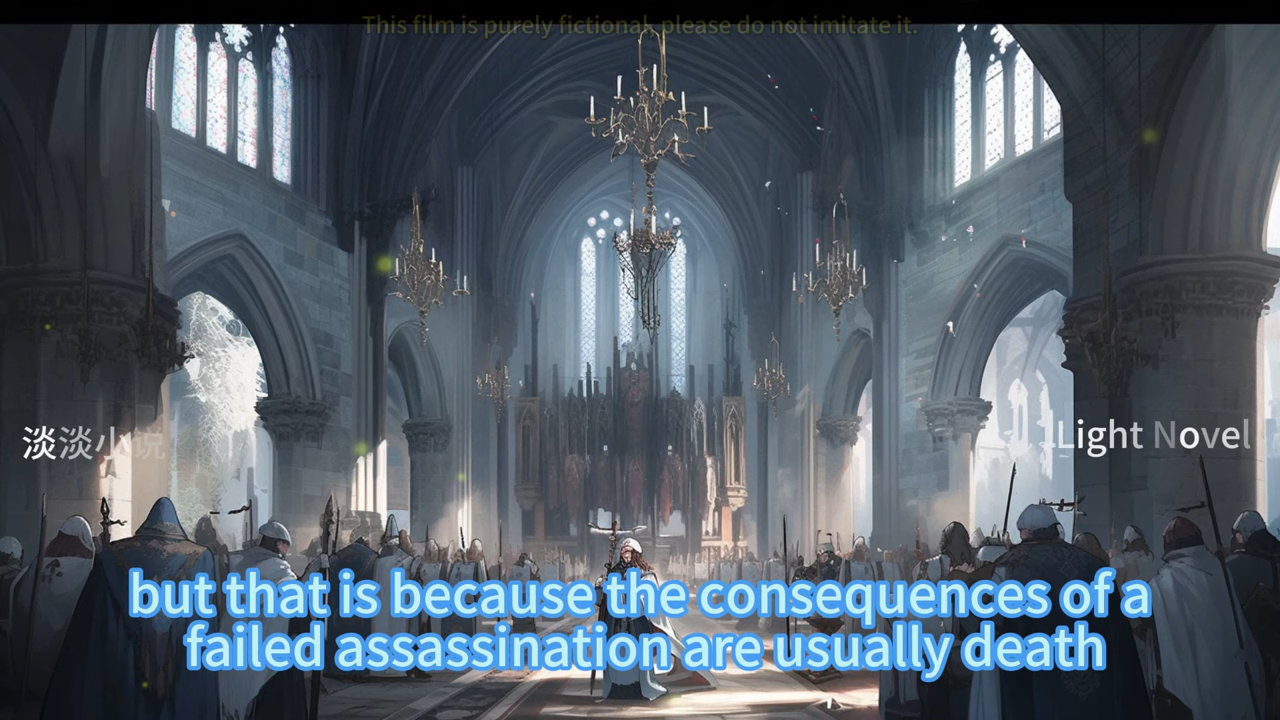 This film is purely fictional, please do not imitate it.
淡淡小说
Light Novel
but that is because the consequences of a
failed assassination are usually death